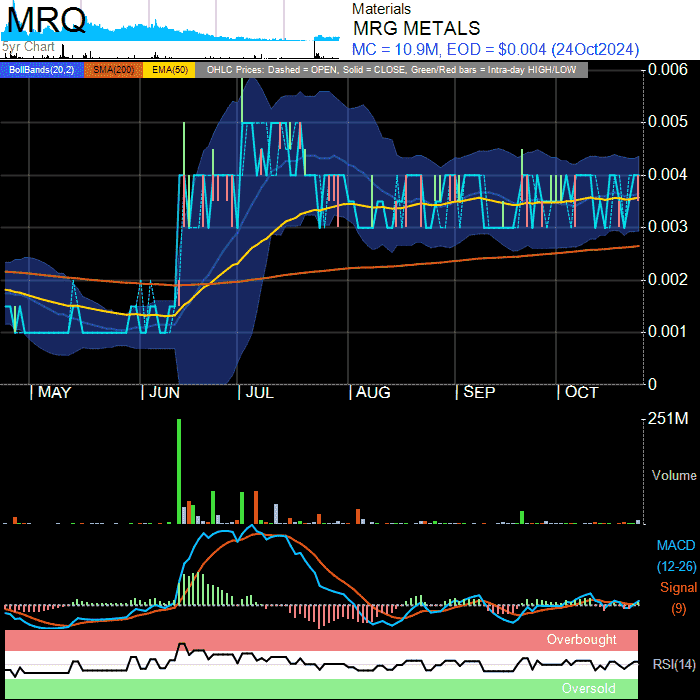 MRQ
5yr Chart
Materials
MRG METALS
MC = 10.9M, EOD = $0.004 (24Oct2024)
BollBands(20,2) SMA(200) EMA(50) OHLC Prices: Dashed = OPEN, Solid = CLOSE, Green/Red bars = Intra-day HIGH/LOW
0.006
0.005
0.004
0.003
0.002
0.001
0
MAY JUN JUL AUG SEP OCT
251M
Volume
MACD
(12-26)
Signal
(9)
Overbought
RSI(14)
Oversold